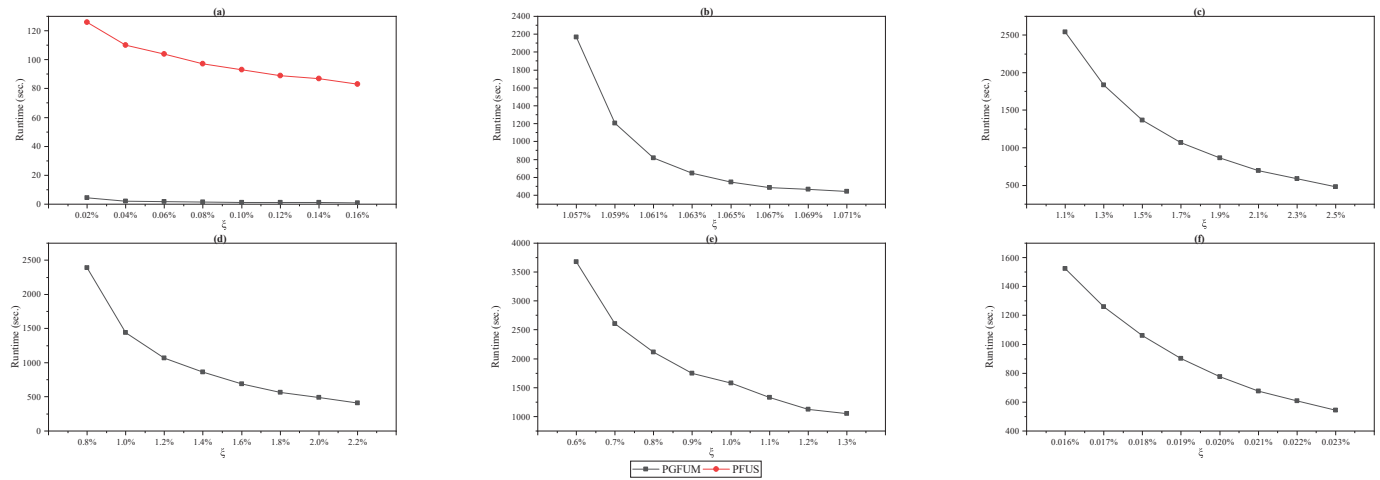 (a)
Runtime (sec.)
120
100
80
60
40
20
0
0.02% 0.04% 0.06% 0.08% 0.10% 0.12% 0.14% 0.16%
ξ
(b)
Runtime (sec.)
2400
2200
2000
1800
1600
1400
1200
1000
800
600
400
1.057% 1.059% 1.061% 1.063% 1.065% 1.067% 1.069% 1.071%
ξ
(c)
Runtime (sec.)
2500
2000
1500
1000
500
1.1% 1.3% 1.5% 1.7% 1.9% 2.1% 2.3% 2.5%
ξ
(d)
Runtime (sec.)
2500
2000
1500
1000
500
0
0.8% 1.0% 1.2% 1.4% 1.6% 1.8% 2.0% 2.2%
ξ
(e)
Runtime (sec.)
4000
3500
3000
2500
2000
1500
1000
0.6% 0.7% 0.8% 0.9% 1.0% 1.1% 1.2% 1.3%
ξ
(f)
Runtime (sec.)
1600
1400
1200
1000
800
600
400
0.016% 0.017% 0.018% 0.019% 0.020% 0.021% 0.022% 0.023%
ξ
PGFUM PFUS